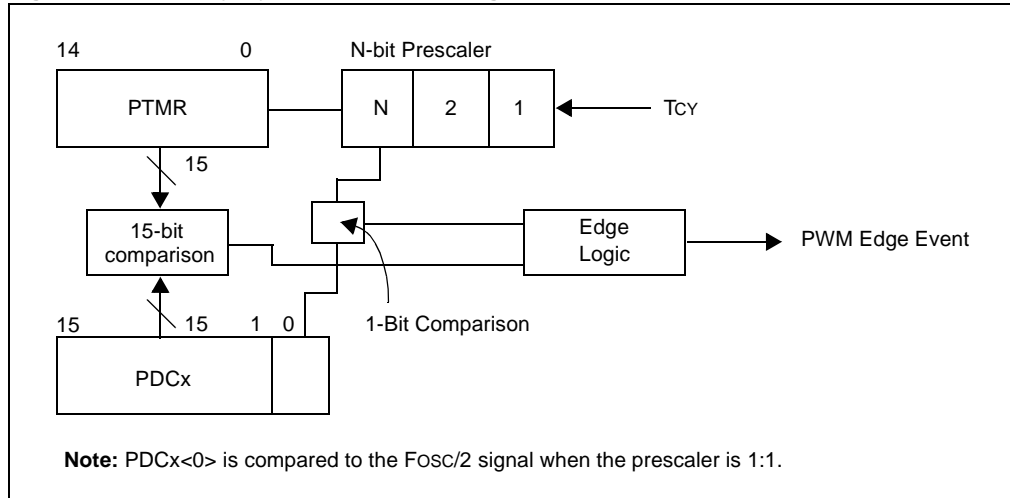 14 0 N-bit Prescaler
PTMR N 2 1 TCY
15
15-bit
comparison
Edge
Logic
PWM Edge Event
15 15 1 0 1-Bit Comparison
PDCx
Note: PDCx<0> is compared to the FOSC/2 signal when the prescaler is 1:1.